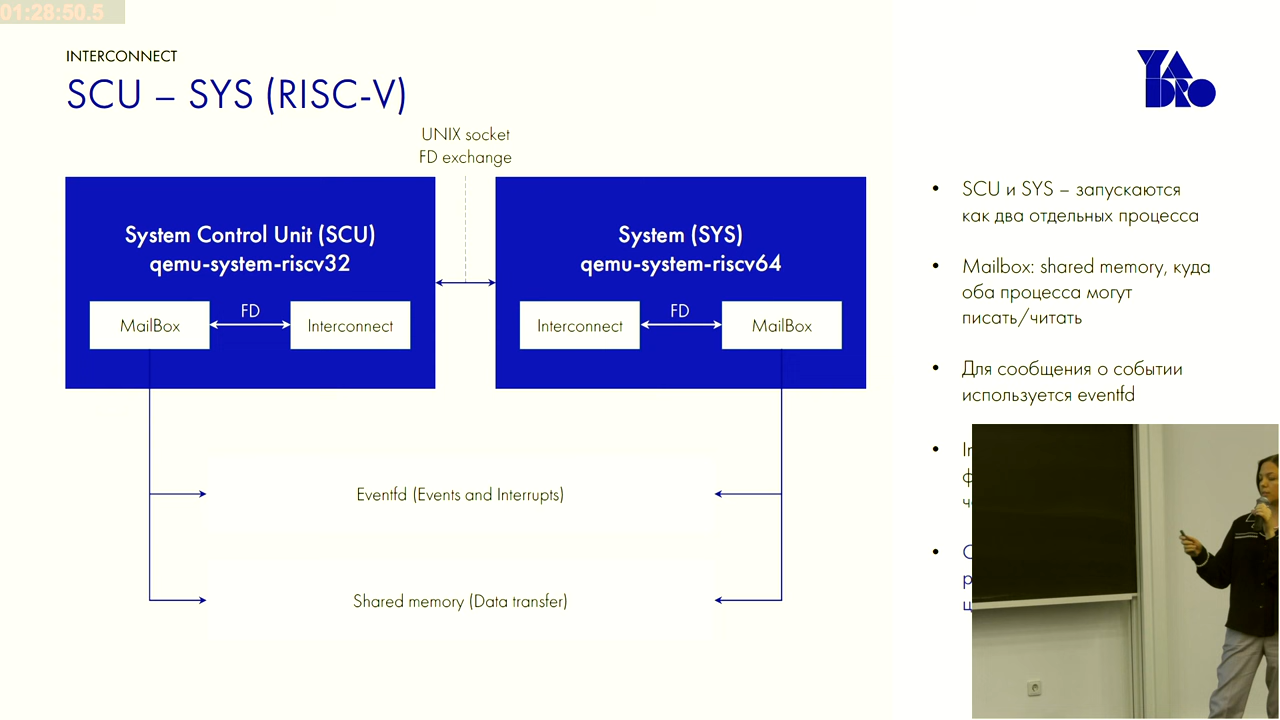 01:28:50.5
INTERCONNECT
SCU – SYS (RISC-V)
YADRO
UNIX socket
FD exchange
System Control Unit (SCU)
qemu-system-riscv32
MailBox
FD
Interconnect
System (SYS)
qemu-system-riscv64
Interconnect
FD
MailBox
Eventfd (Events and Interrupts)
Shared memory (Data transfer)
• SCU и SYS – запускаются
как два отдельных процесса
• Mailbox: shared memory, куда
оба процесса могут
писать/читать
• Для сообщения о событии
используется eventfd